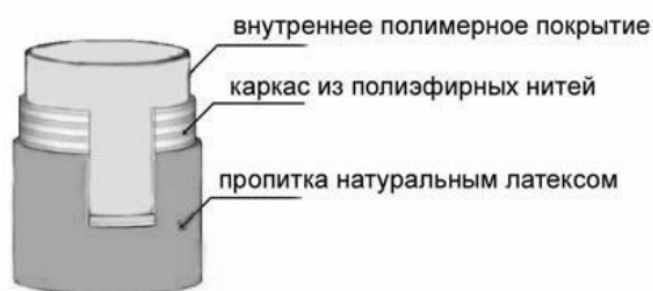 внутреннее полимерное покрытие
каркас из полиэфирных нитей
пропитка натуральным латексом